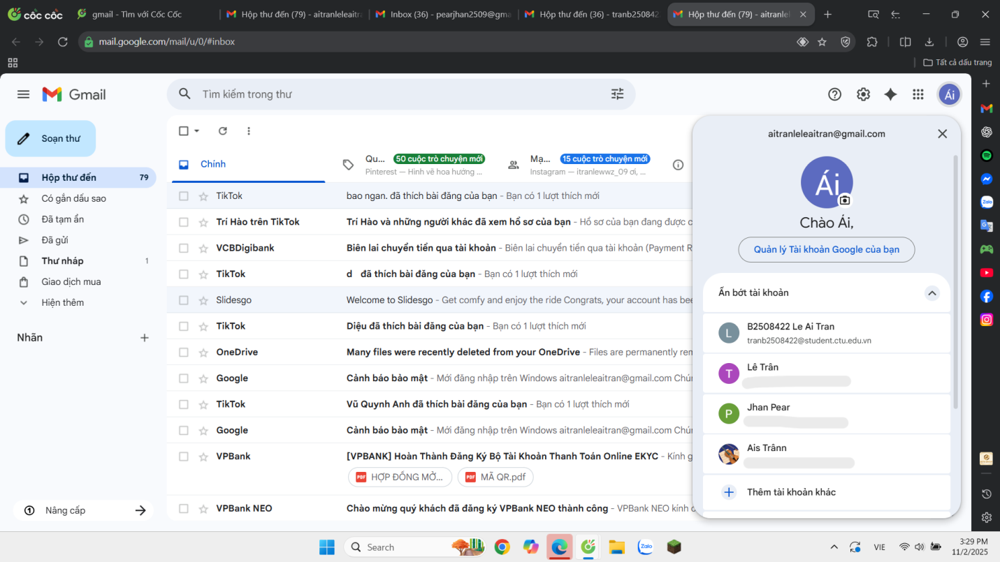 cốc cốc
gmail - Tìm với Cốc Cốc
Hộp thư đến (79) - aitranleleaitran
Inbox (36) - pearjhan2509@gma
Hộp thư đến (36) - tranb2508422
Hộp thư đến (79) - aitranlel
mail.google.com/mail/u/0/#inbox
Tất cả dấu trang
Gmail
Tìm kiếm trong thư
Ái
Soạn thư
Hộp thư đến 79
Có gắn dấu sao
Đã tạm ẩn
Đã gửi
Thư nháp 1
Giao dịch mua
Hiện thêm
Nhãn
Nâng cấp
Chính
Qu... 50 cuộc trò chuyện mới
Pinterest — Hình vẽ hoa hướng ...
Mạ... 15 cuộc trò chuyện mới
Instagram — itranlewwz_09 ơi, ...
TikTok bao ngan. đã thích bài đăng của bạn - Bạn có 1 lượt thích mới
Trí Hào trên TikTok Trí Hào và những người khác đã xem hồ sơ của bạn - Hồ sơ của bạn đang được c
VCBDigibank Biên lai chuyển tiền qua tài khoản - Biên lai chuyển tiền qua tài khoản (Payment R
TikTok d đã thích bài đăng của bạn - Bạn có 1 lượt thích mới
Slidesgo Welcome to Slidesgo - Get comfy and enjoy the ride Congrats, your account has bee
TikTok Diệu đã thích bài đăng của bạn - Bạn có 1 lượt thích mới
OneDrive Many files were recently deleted from your OneDrive - Files are permanently rem
Google Cảnh báo bảo mật - Mới đăng nhập trên Windows aitranleleaitran@gmail.com Chún
TikTok Vũ Quynh Anh đã thích bài đăng của bạn - Bạn có 1 lượt thích mới
Google Cảnh báo bảo mật - Mới đăng nhập trên Windows aitranleleaitran@gmail.com Chún
VPBank [VPBANK] Hoàn Thành Đăng Ký Bộ Tài Khoản Thanh Toán Online EKYC - Kính g
PDF HỢP ĐỒNG MỞ... PDF MÃ QR.pdf
VPBank NEO Chào mừng quý khách đã đăng ký VPBank NEO thành công - VPBank NEO kính c
aitranleleaitran@gmail.com
Ái
Chào Ái,
Quản lý Tài khoản Google của bạn
Ẩn bớt tài khoản
L B2508422 Le Ai Tran
tranb2508422@student.ctu.edu.vn
T Lê Trân
P Jhan Pear
Ais Trânn
Thêm tài khoản khác
Zalo
Search
Zalo
VIE
3:29 PM
11/2/2025